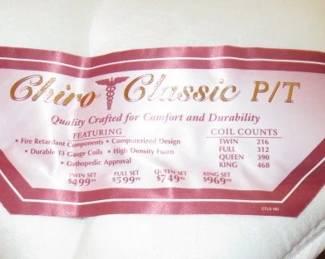 Chiro Classic P/T
Quality Crafted for Comfort and Durability
FEATURING
• Fire Retardant Components • Computerized Design
• Durable 13 Gauge Coils • High Density Foam
• Orthopedic Approval
COIL COUNTS
TWIN 216
FULL 312
QUEEN 390
KING 468
TWIN SET FULL SET QUEEN SET KING SET
$499 $599 $749 $969